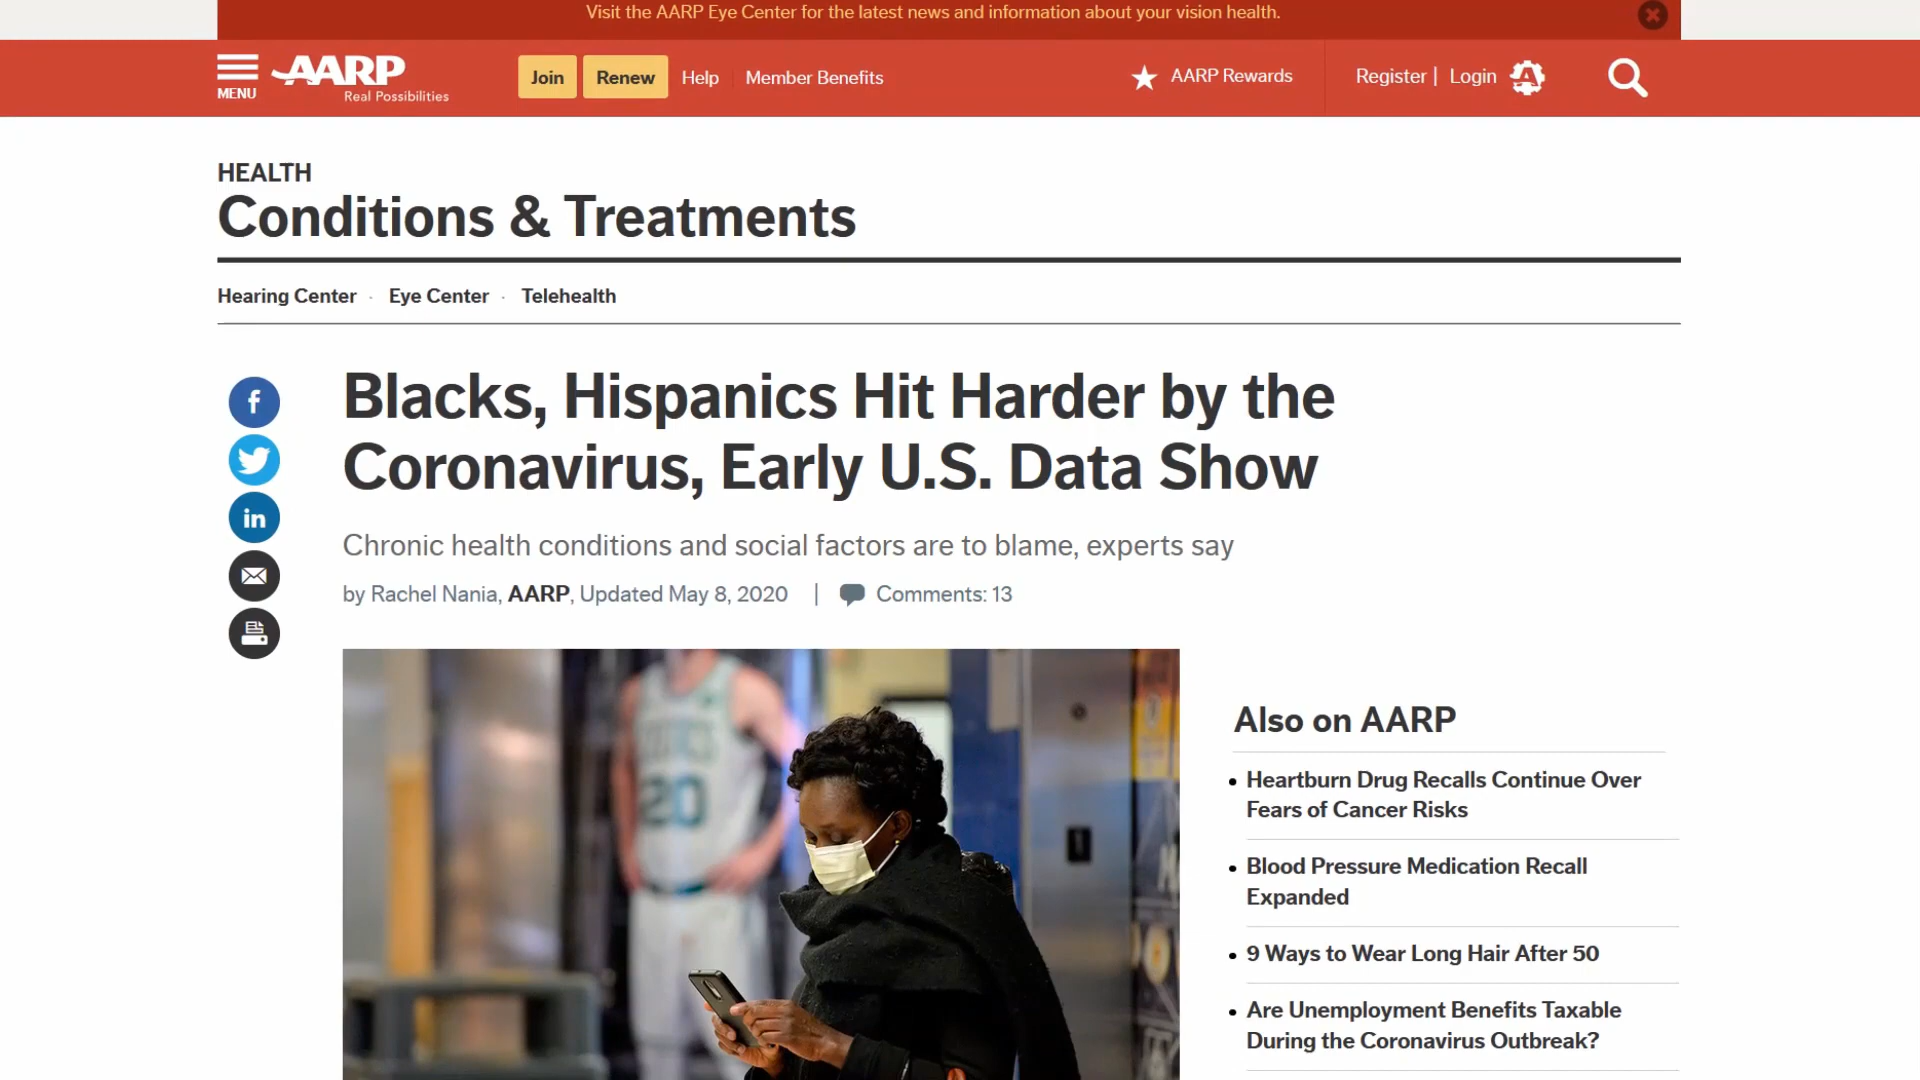 Visit the AARP Eye Center for the latest news and information about your vision health.
MENU
AARP
Real Possibilities
Join
Renew
Help
Member Benefits
AARP Rewards
Register | Login
HEALTH
Conditions & Treatments
Hearing Center · Eye Center · Telehealth
Blacks, Hispanics Hit Harder by the
Coronavirus, Early U.S. Data Show
Chronic health conditions and social factors are to blame, experts say
by Rachel Nania, AARP, Updated May 8, 2020 | Comments: 13
20
Also on AARP
Heartburn Drug Recalls Continue Over
Fears of Cancer Risks
Blood Pressure Medication Recall
Expanded
9 Ways to Wear Long Hair After 50
Are Unemployment Benefits Taxable
During the Coronavirus Outbreak?